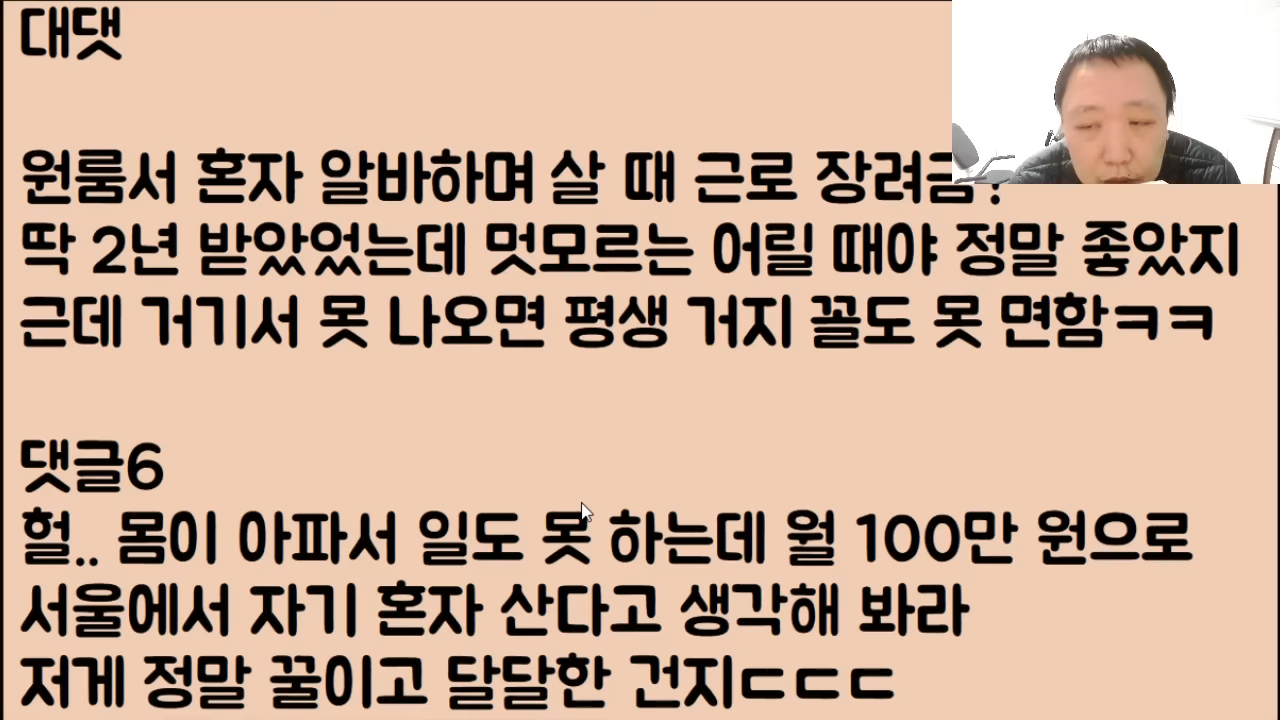 대댓
원룸서 혼자 알바하며 살 때 근로 장려금?
딱 2년 받았었는데 멋모르는 어릴 때야 정말 좋았지
근데 거기서 못 나오면 평생 거지 꼴도 못 면함ㅋㅋ
댓글6
헐.. 몸이 아파서 일도 못 하는데 월 100만 원으로
서울에서 자기 혼자 산다고 생각해 봐라
저게 정말 꿀이고 달달한 건지ㄷㄷㄷ